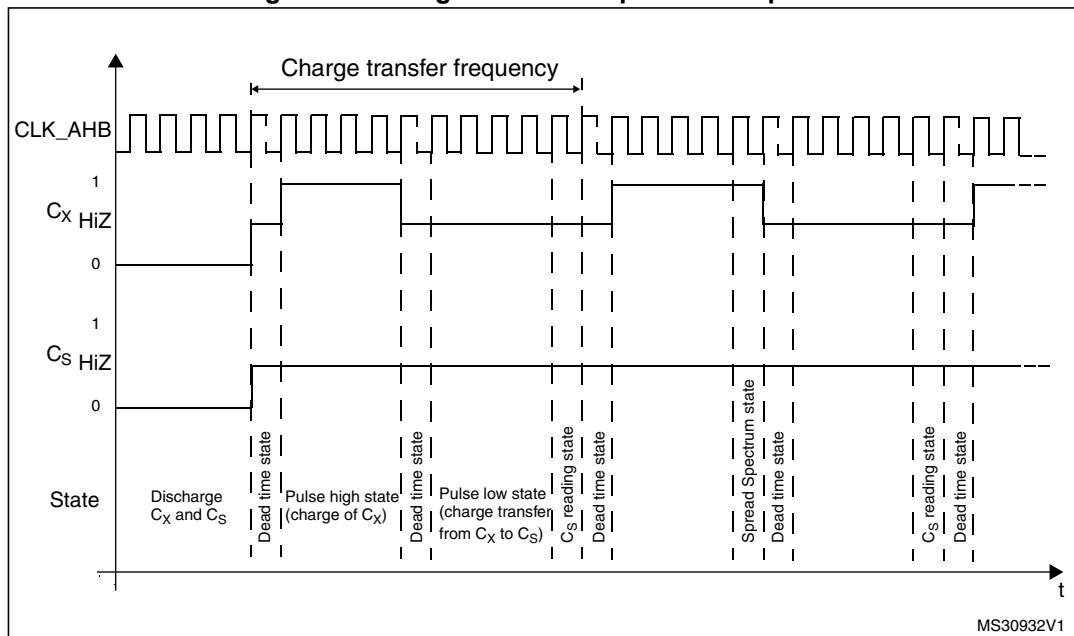 Charge transfer frequency
CLK_AHB
1
CX HiZ
0
1
CS HiZ
0
State
Discharge
CX and CS
Dead time state
Pulse high state
(charge of CX)
Dead time state
Pulse low state
(charge transfer
from CX to CS)
CS reading state
Dead time state
Spread Spectrum state
Dead time state
CS reading state
Dead time state
t
MS30932V1